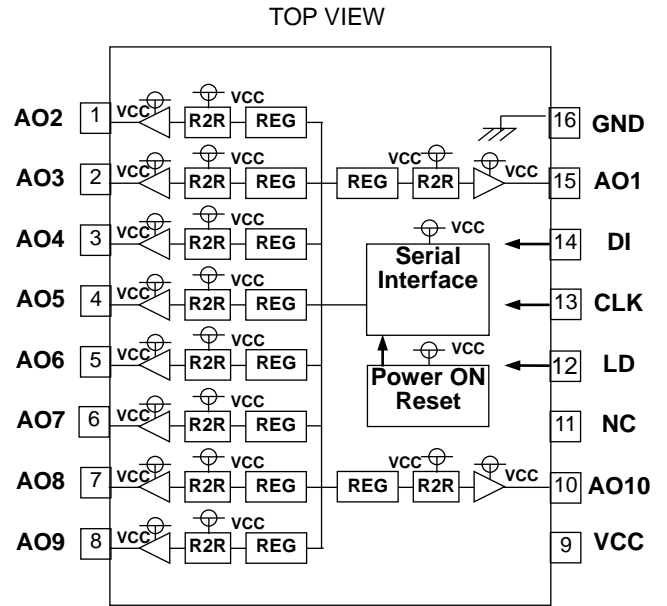 TOP VIEW
AO2 1 VCC R2R VCC REG 16 GND
AO3 2 VCC R2R VCC REG REG VCC R2R VCC 15 AO1
AO4 3 VCC R2R VCC REG VCC 14 DI
Serial
Interface
AO5 4 VCC R2R VCC REG 13 CLK
AO6 5 VCC R2R VCC REG VCC 12 LD
Power ON
Reset
AO7 6 VCC R2R VCC REG 11 NC
AO8 7 VCC R2R VCC REG REG VCC R2R VCC 10 AO10
AO9 8 VCC R2R VCC REG 9 VCC